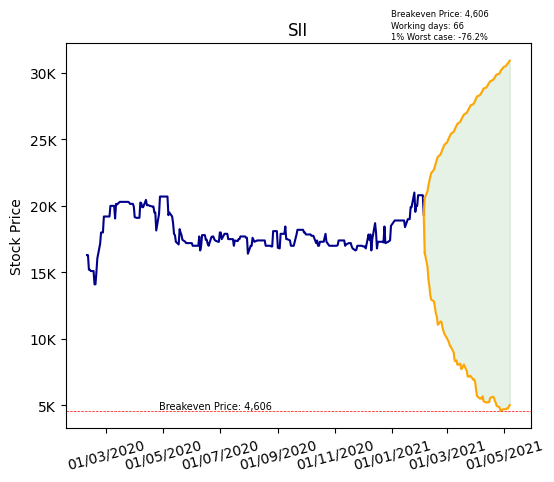 Breakeven Price: 4,606
Working days: 66
1% Worst case: -76.2%
SII
Stock Price
30K
25K
20K
15K
10K
5K
Breakeven Price: 4,606
01/03/2020
01/05/2020
01/07/2020
01/09/2020
01/11/2020
01/01/2021
01/03/2021
01/05/2021